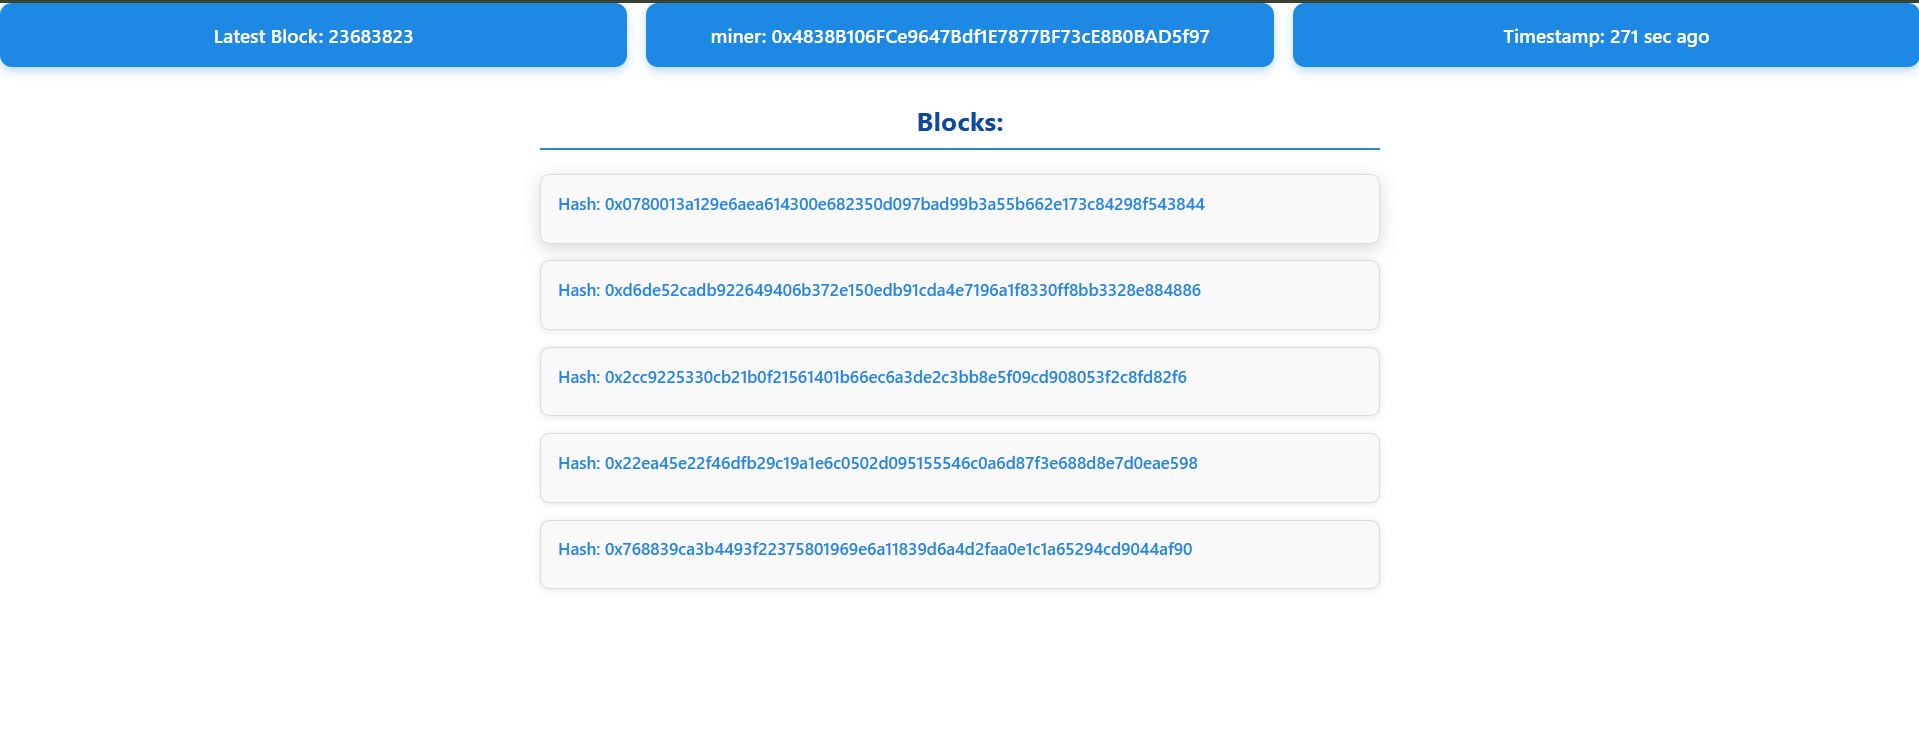 Latest Block: 23683823
miner: 0x4838B106FCe9647Bdf1E7877BF73cE8B0BAD5f97
Timestamp: 271 sec ago
Blocks:
Hash: 0x0780013a129e6aea614300e682350d097bad99b3a55b662e173c84298f543844
Hash: 0xd6de52cadb922649406b372e150edb91cda4e7196a1f8330ff8bb3328e884886
Hash: 0x2cc9225330cb21b0f21561401b66ec6a3de2c3bb8e5f09cd908053f2c8fd82f6
Hash: 0x22ea45e22f46dfb29c19a1e6c0502d095155546c0a6d87f3e688d8e7d0eae598
Hash: 0x768839ca3b4493f22375801969e6a11839d6a4d2faa0e1c1a65294cd9044af90